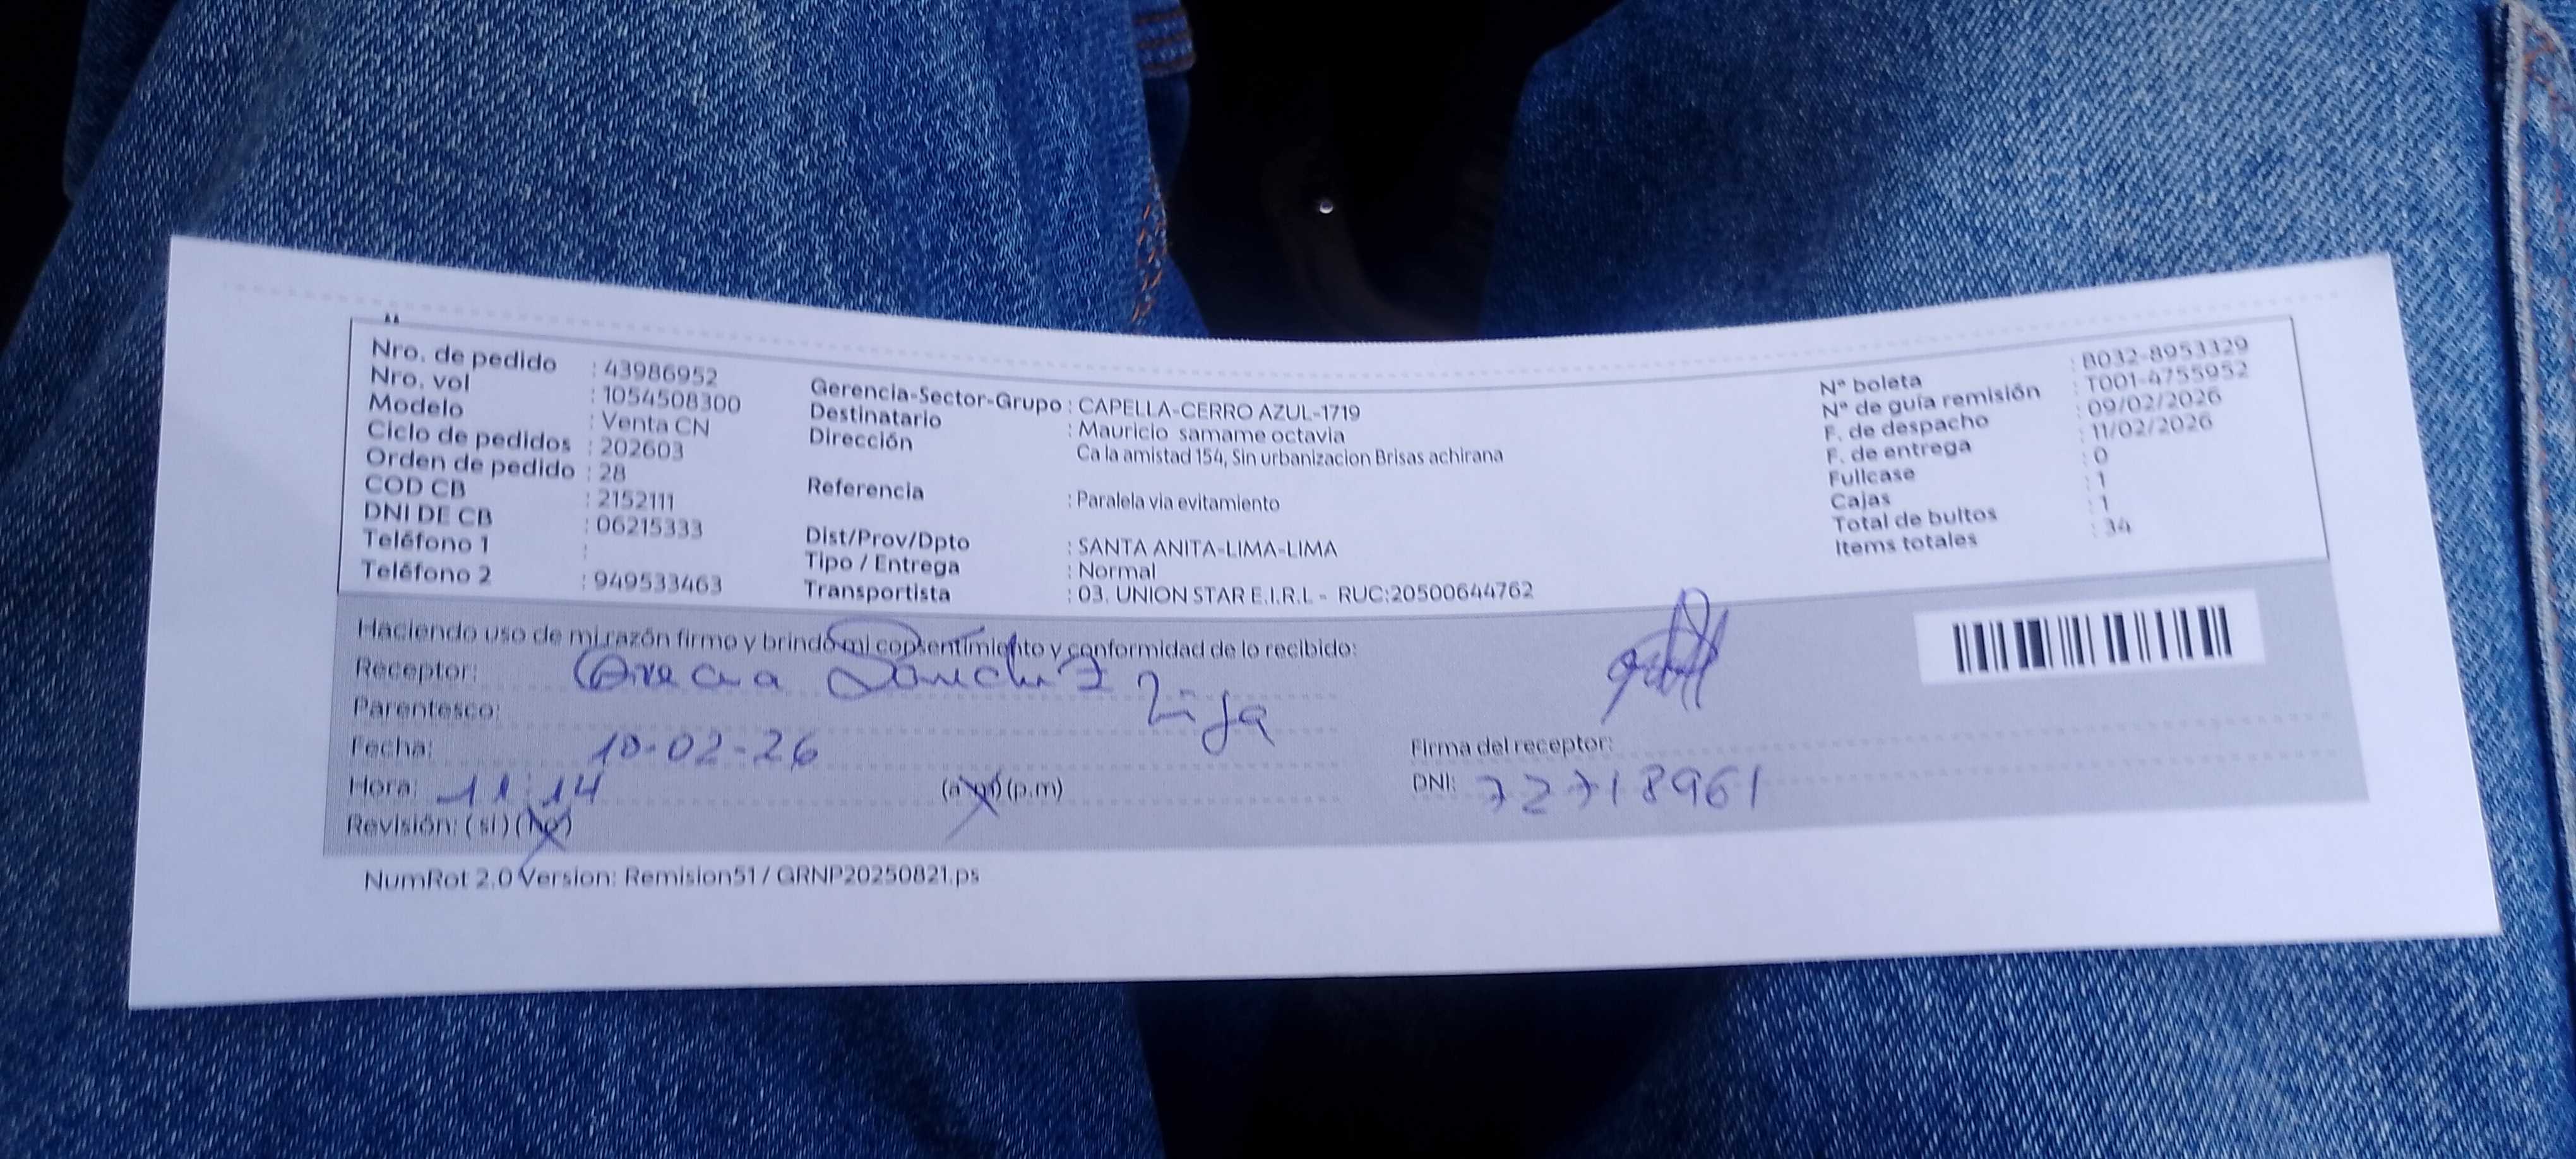 Nro. de pedido : 43986952
Nro. vol : 1054508300
Modelo : Venta CN
Ciclo de pedidos : 202603
Orden de pedido : 28
COD CB : 2152111
DNI DE CB : 06215333
Teléfono 1 :
Teléfono 2 : 949533463
Gerencia-Sector-Grupo : CAPELLA-CERRO AZUL-1719
Destinatario : Mauricio samame octavia
Dirección Ca la amistad 154, Sin urbanizacion Brisas achirana
Referencia : Paralela via evitamiento
Dist/Prov/Dpto : SANTA ANITA-LIMA-LIMA
Tipo / Entrega : Normal
Transportista : 03. UNION STAR E.I.R.L - RUC:20500644762
N° boleta : B032-8953329
N° de guía remisión : T001-4755952
F. de despacho : 09/02/2026
F. de entrega : 11/02/2026
Fullcase : 0
Cajas : 1
Total de bultos : 1
Items totales : 34
Haciendo uso de mi razón firmo y brindo mi consentimiento y conformidad de lo recibido:
Receptor:
Parentesco: Hija
Fecha: 10-02-26
Hora: 11:14 (a.m) (p.m)
Revisión: (si) (no)
Firma del receptor:
DNI: 72718961
NumRot 2.0 Version: Remision51 / GRNP20250821.ps